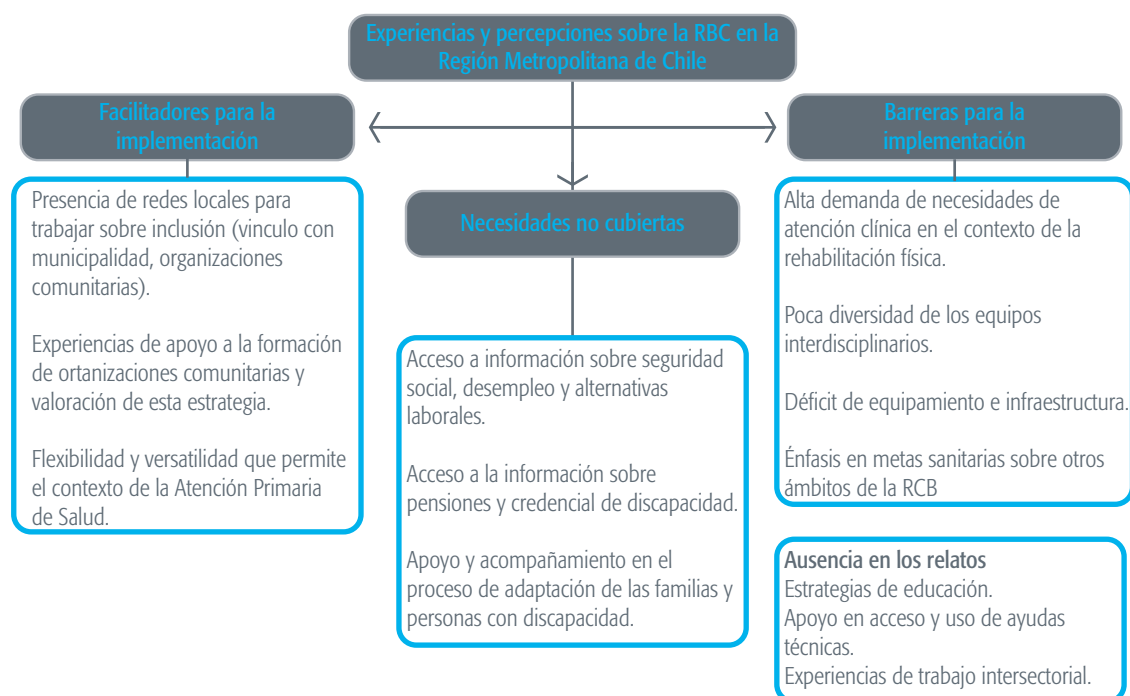 Experiencias y percepciones sobre la RBC en la
Región Metropolitana de Chile
Facilitadores para la
implementación
Presencia de redes locales para
trabajar sobre inclusión (vinculo con
municipalidad, organizaciones
comunitarias).
Experiencias de apoyo a la formación
de ortanizaciones comunitarias y
valoración de esta estrategia.
Flexibilidad y versatilidad que permite
el contexto de la Atención Primaria
de Salud.
Necesidades no cubiertas
Acceso a información sobre seguridad
social, desempleo y alternativas
laborales.
Acceso a la información sobre
pensiones y credencial de discapacidad.
Apoyo y acompañamiento en el
proceso de adaptación de las familias y
personas con discapacidad.
Barreras para la
implementación
Alta demanda de necesidades de
atención clínica en el contexto de la
rehabilitación física.
Poca diversidad de los equipos
interdisciplinarios.
Déficit de equipamiento e infraestructura.
Énfasis en metas sanitarias sobre otros
ámbitos de la RCB
Ausencia en los relatos
Estrategias de educación.
Apoyo en acceso y uso de ayudas
técnicas.
Experiencias de trabajo intersectorial.